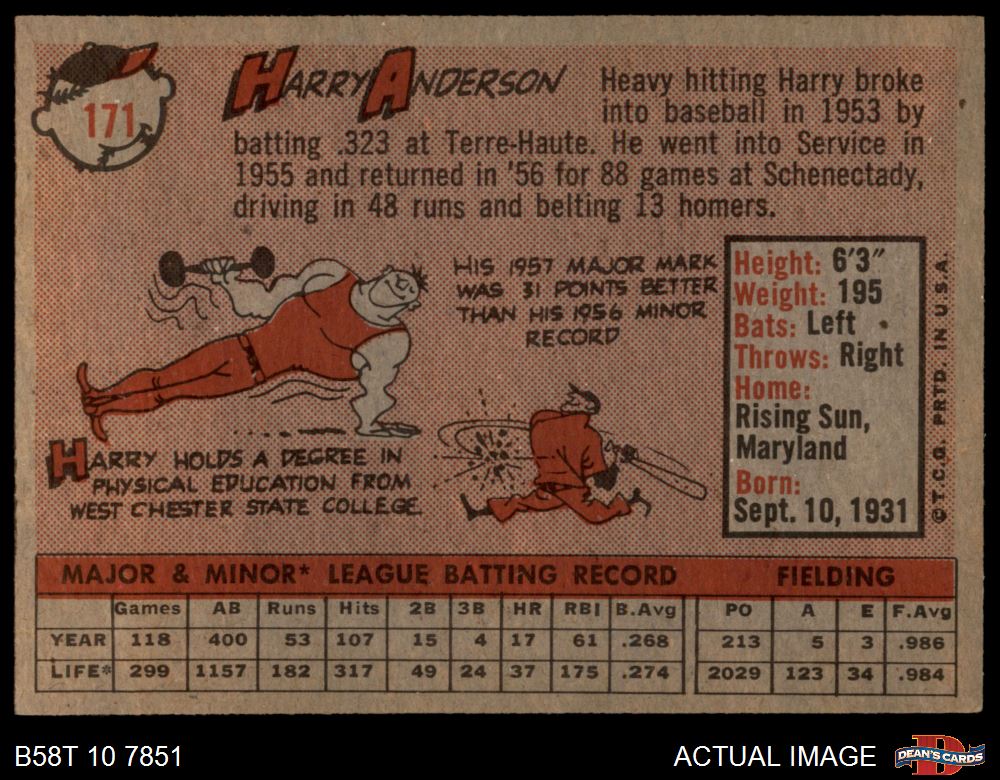 171
HARRY ANDERSON
Heavy hitting Harry broke
into baseball in 1953 by
batting .323 at Terre-Haute. He went into Service in
1955 and returned in '56 for 88 games at Schenectady,
driving in 48 runs and belting 13 homers.
HIS 1957 MAJOR MARK
WAS 31 POINTS BETTER
THAN HIS 1956 MINOR
RECORD
HARRY HOLDS A DEGREE IN
PHYSICAL EDUCATION FROM
WEST CHESTER STATE COLLEGE.
Height: 6'3"
Weight: 195
Bats: Left
Throws: Right
Home:
Rising Sun,
Maryland
Born:
Sept. 10, 1931
© T.C.G. PRTD. IN U.S.A.
MAJOR & MINOR* LEAGUE BATTING RECORD FIELDING
Games AB Runs Hits 2B 3B HR RBI B.Avg PO A E F.Avg
YEAR 118 400 53 107 15 4 17 61 .268 213 5 3 .986
LIFE* 299 1157 182 317 49 24 37 175 .274 2029 123 34 .984
B58T 10 7851
ACTUAL IMAGE
DEAN'S CARDS